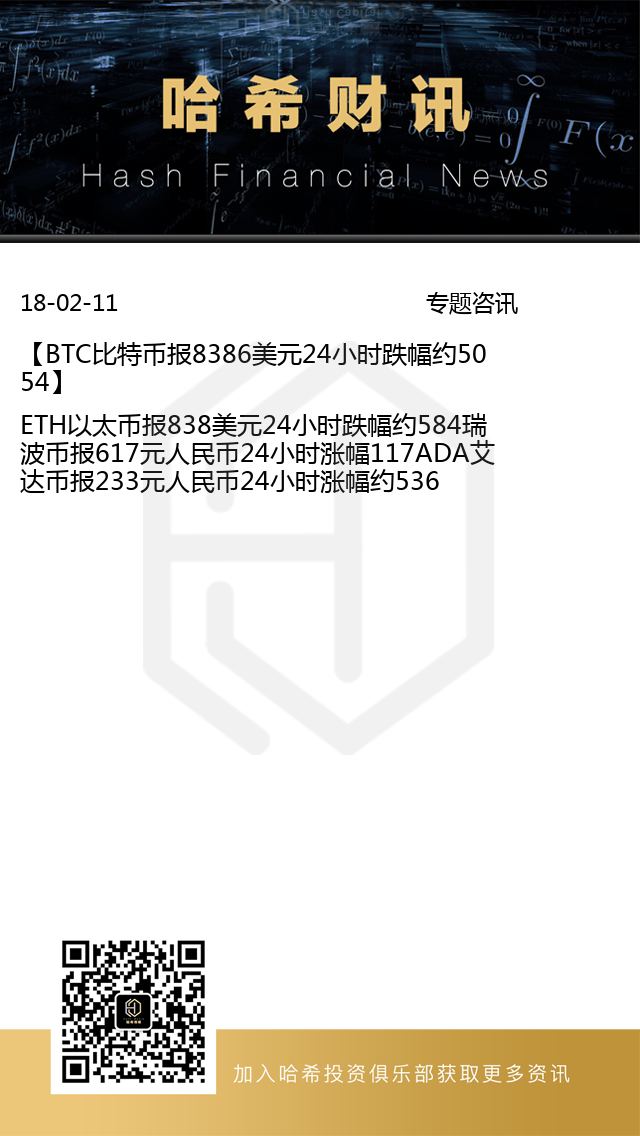 哈希财讯
Hash Financial News
18-02-11
专题咨讯
【BTC比特币报8386美元24小时跌幅约50
54】
ETH以太币报838美元24小时跌幅约584瑞
波币报617元人民币24小时涨幅117ADA艾
达币报233元人民币24小时涨幅约536
加入哈希投资俱乐部获取更多资讯